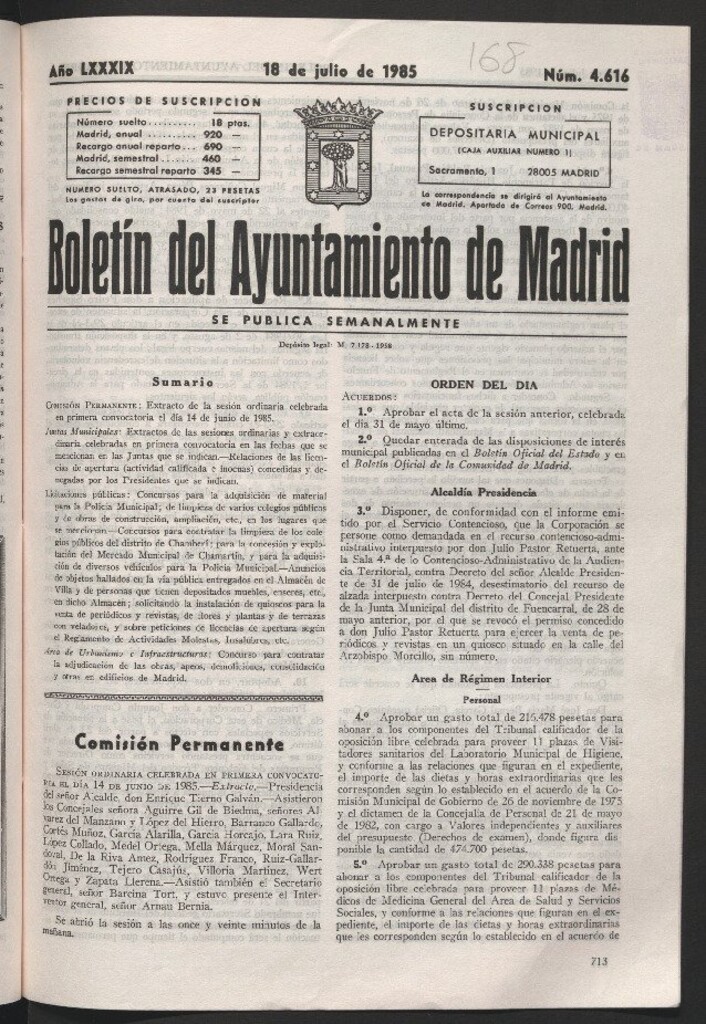 168
Año LXXXIX
18 de julio de 1985
Núm. 4.616
PRECIOS DE SUSCRIPCION
Número suelto.......... 18 ptas.
Madrid, anual .......... 920 —
Recargo anual reparto... 690 —
Madrid, semestral ...... 460 —
Recargo semestral reparto 345 —
NUMERO SUELTO, ATRASADO, 23 PESETAS
Los gastos de giro, por cuenta del suscriptor
SUSCRIPCION
DEPOSITARIA MUNICIPAL
(CAJA AUXILIAR NUMERO 1)
Sacramento, 1 28005 MADRID
La correspondencia se dirigirá al Ayuntamiento
de Madrid. Apartado de Correos 900. Madrid.
Boletín del Ayuntamiento de Madrid
SE PUBLICA SEMANALMENTE
Depósito legal: M. 7.178-1958
Sumario
COMISIÓN PERMANENTE: Extracto de la sesión ordinaria celebrada
en primera convocatoria el día 14 de junio de 1985.
Juntas Municipales: Extractos de las sesiones ordinarias y extraor-
dinaria celebradas en primera convocatoria en las fechas que se
mencionan en las Juntas que se indican.—Relaciones de las licen-
cias de apertura (actividad calificada e inocuas) concedidas y de-
negadas por los Presidentes que se indican.
Licitaciones públicas: Concursos para la adquisición de material
para la Policía Municipal; de limpieza de varios colegios públicos
y de obras de construcción, ampliación, etc., en los lugares que
se mencionan—Concursos para contratar la limpieza de los cole-
gios públicos del distrito de Chamberí; para la concesión y explo-
tación del Mercado Municipal de Chamartín, y para la adquisi-
ción de diversos vehículos para la Policía Municipal.—Anuncios
de objetos hallados en la vía pública entregados en el Almacén de
Villa y de personas que tienen depositados muebles, enseres, etc.,
en dicho Almacén; solicitando la instalación de quioscos para la
venta de periódicos y revistas, de flores y plantas y de terrazas
con veladores, y sobre peticiones de licencias de apertura según
el Reglamento de Actividades Molestas, Insalubres, etc.
Area de Urbanismo e Infraestructuras: Concurso para contratar
la adjudicación de las obras, apeos, demoliciones, consolidación
y otras en edificios de Madrid.
Comisión Permanente
SESIÓN ORDINARIA CELEBRADA EN PRIMERA CONVOCATO-
RIA EL DÍA 14 DE JUNIO DE 1985.—Extracto.—Presidencia
del señor Alcalde, don Enrique Tierno Galván.—Asistieron
los Concejales señora Aguirre Gil de Biedma, señores Al-
varez del Manzano y López del Hierro, Barranco Gallardo,
Cortés Muñoz, García Alarilla, García Horcajo, Lara Ruiz,
López Collado, Medel Ortega, Mella Márquez, Moral San-
doval, De la Riva Amez, Rodríguez Franco, Ruiz-Gallar-
dón Jiménez, Tejero Casajús, Villoria Martínez, Wert
Ortega y Zapata Llerena.—Asistió también el Secretario
general, señor Barcina Tort, y estuvo presente el Inter-
ventor general, señor Arnau Bernia.
Se abrió la sesión a las once y veinte minutos de la
mañana.
ORDEN DEL DIA
ACUERDOS:
1.º Aprobar el acta de la sesión anterior, celebrada
el día 31 de mayo último.
2.º Quedar enterada de las disposiciones de interés
municipal publicadas en el Boletín Oficial del Estado y en
el Boletín Oficial de la Comunidad de Madrid.
Alcaldía Presidencia
3.º Disponer, de conformidad con el informe emi-
tido por el Servicio Contencioso, que la Corporación se
persone como demandada en el recurso contencioso-admi-
nistrativo interpuesto por don Julio Pastor Retuerta, ante
la Sala 4.ª de lo Contencioso-Administrativo de la Audien-
cia Territorial, contra Decreto del señor Alcalde Presiden-
te de 31 de julio de 1984, desestimatorio del recurso de
alzada interpuesto contra Decreto del Concejal Presidente
de la Junta Municipal del distrito de Fuencarral, de 28 de
mayo anterior, por el que se revocó el permiso concedido
a don Julio Pastor Retuerta para ejercer la venta de pe-
riódicos y revistas en un quiosco situado en la calle del
Arzobispo Morcillo, sin número.
Area de Régimen Interior
Personal
4.º Aprobar un gasto total de 215.478 pesetas para
abonar a los componentes del Tribunal calificador de la
oposición libre celebrada para proveer 11 plazas de Visi-
tadores sanitarios del Laboratorio Municipal de Higiene,
y conforme a las relaciones que figuran en el expediente,
el importe de las dietas y horas extraordinarias que les
corresponden según lo establecido en el acuerdo de la Co-
misión Municipal de Gobierno de 26 de noviembre de 1975
y el dictamen de la Concejalía de Personal de 21 de mayo
de 1982, con cargo a Valores independientes y auxiliares
del presupuesto (Derechos de examen), donde figura dis-
ponible la cantidad de 474.700 pesetas.
5.º Aprobar un gasto total de 290.338 pesetas para
abonar a los componentes del Tribunal calificador de la
oposición libre celebrada para proveer 11 plazas de Mé-
dicos de Medicina General del Area de Salud y Servicios
Sociales, y conforme a las relaciones que figuran en el ex-
pediente, el importe de las dietas y horas extraordinarias
que les corresponden según lo establecido en el acuerdo de
713